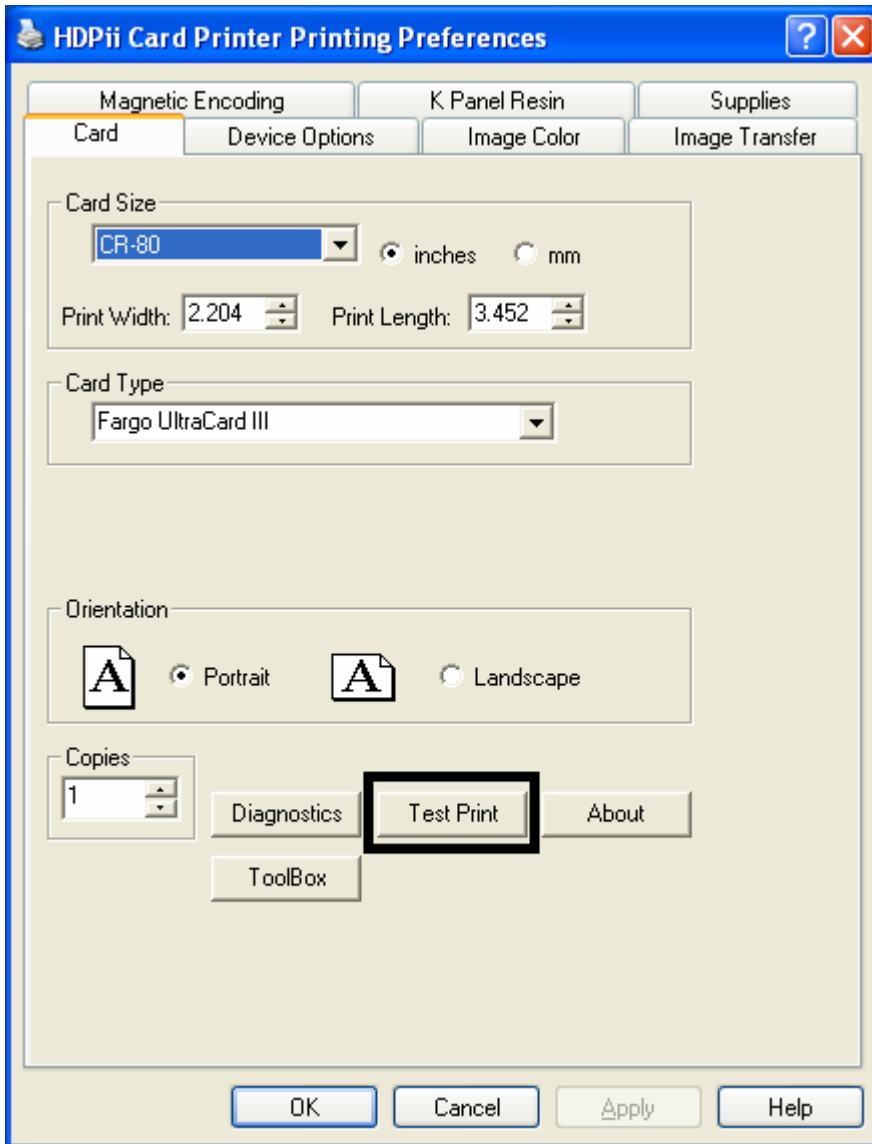 HDPii Card Printer Printing Preferences
Magnetic Encoding K Panel Resin Supplies
Card Device Options Image Color Image Transfer
Card Size
CR-80 inches mm
Print Width: 2.204 Print Length: 3.452
Card Type
Fargo UltraCard III
Orientation
A Portrait A Landscape
Copies
1 Diagnostics Test Print About
ToolBox
OK Cancel Apply Help